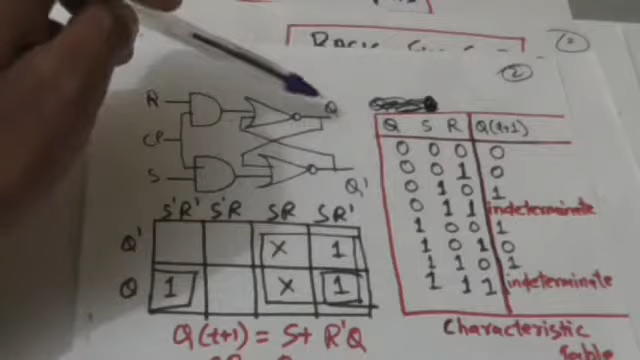 2
2
R
CP
S
Q
Q'
S'R' S'R SR SR'
Q' X 1
Q 1 X 1
Q(t+1) = S + R'Q
Q S R Q(t+1)
0 0 0 0
0 0 1 0
0 1 0 1
0 1 1 indeterminate
1 0 0 1
1 0 1 0
1 1 0 1
1 1 1 indeterminate
Characteristic
table